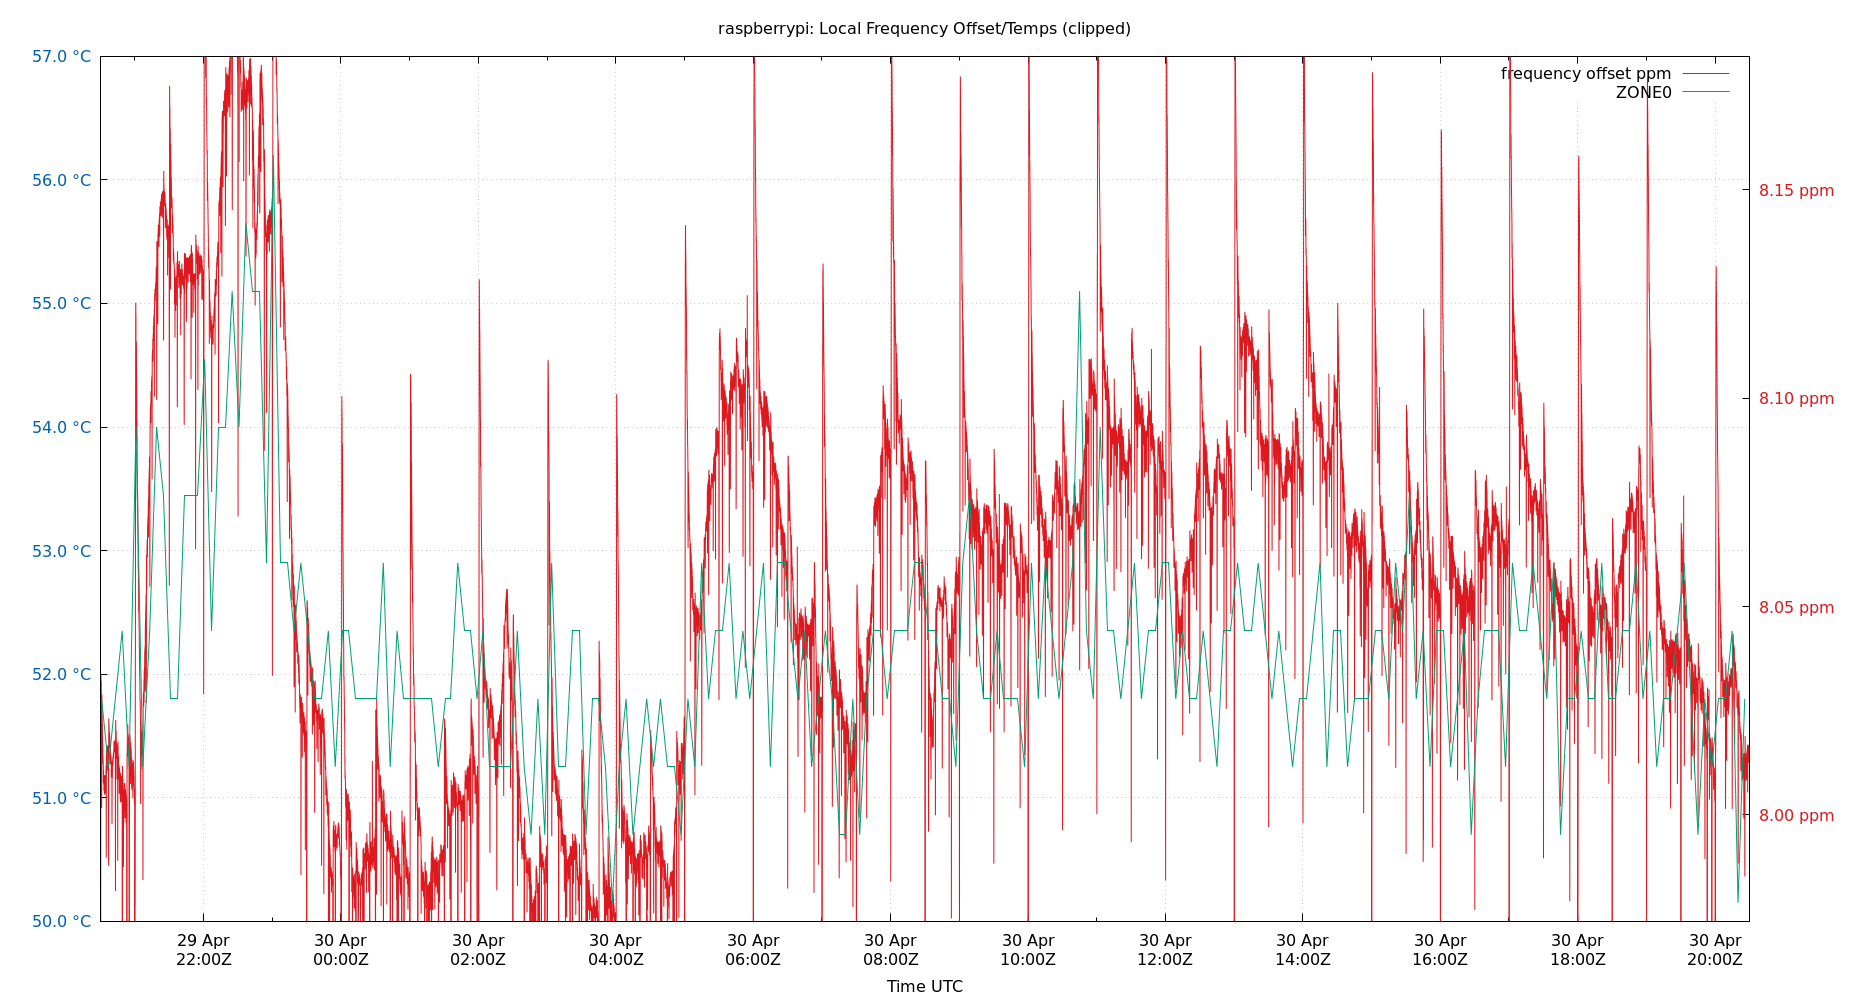 raspberrypi: Local Frequency Offset/Temps (clipped)
57.0 °C
56.0 °C
55.0 °C
54.0 °C
53.0 °C
52.0 °C
51.0 °C
50.0 °C
frequency offset ppm
ZONE0
8.15 ppm
8.10 ppm
8.05 ppm
8.00 ppm
29 Apr
22:00Z
30 Apr
00:00Z
30 Apr
02:00Z
30 Apr
04:00Z
30 Apr
06:00Z
30 Apr
08:00Z
30 Apr
10:00Z
30 Apr
12:00Z
30 Apr
14:00Z
30 Apr
16:00Z
30 Apr
18:00Z
30 Apr
20:00Z
Time UTC